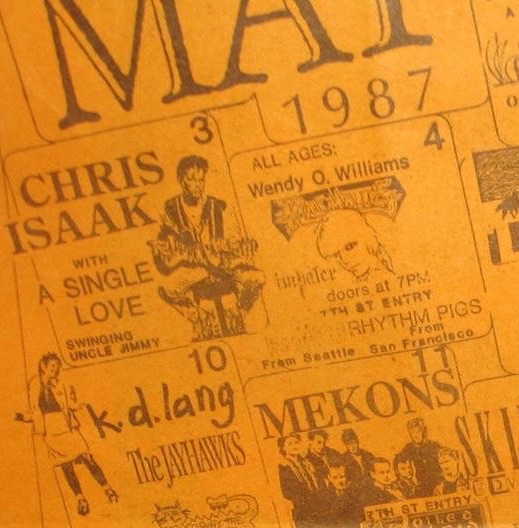 MAY
1987
3
CHRIS
ISAAK
WITH
A SINGLE
LOVE
SWINGING
UNCLE JIMMY
4
ALL AGES:
Wendy O. Williams
inhaler
doors at 7PM
7TH ST ENTRY
RHYTHM PIGS
From
From Seattle San Francisco
10
k.d.lang
The JAYHAWKS
11
MEKONS
7TH ST ENTRY
SKI